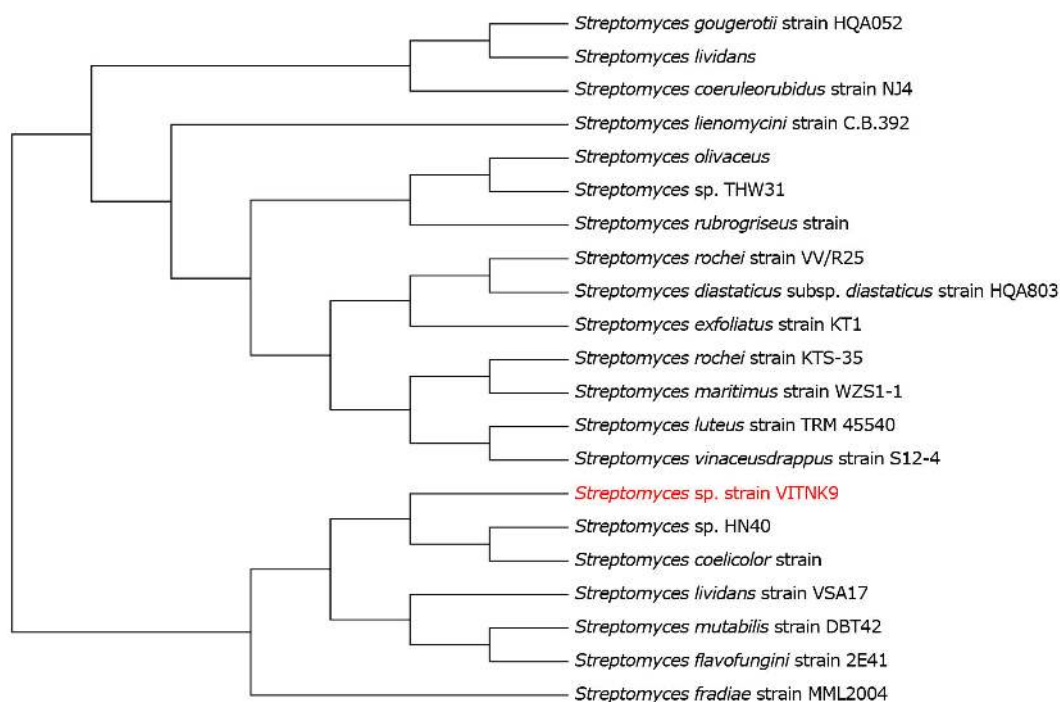 Streptomyces gougerotii strain HQA052
Streptomyces lividans
Streptomyces coeruleorubidus strain NJ4
Streptomyces lienomycini strain C.B.392
Streptomyces olivaceus
Streptomyces sp. THW31
Streptomyces rubrogriseus strain
Streptomyces rochei strain VV/R25
Streptomyces diastaticus subsp. diastaticus strain HQA803
Streptomyces exfoliatus strain KT1
Streptomyces rochei strain KTS-35
Streptomyces maritimus strain WZS1-1
Streptomyces luteus strain TRM 45540
Streptomyces vinaceusdrappus strain S12-4
Streptomyces sp. strain VITNK9
Streptomyces sp. HN40
Streptomyces coelicolor strain
Streptomyces lividans strain VSA17
Streptomyces mutabilis strain DBT42
Streptomyces flavofungini strain 2E41
Streptomyces fradiae strain MML2004